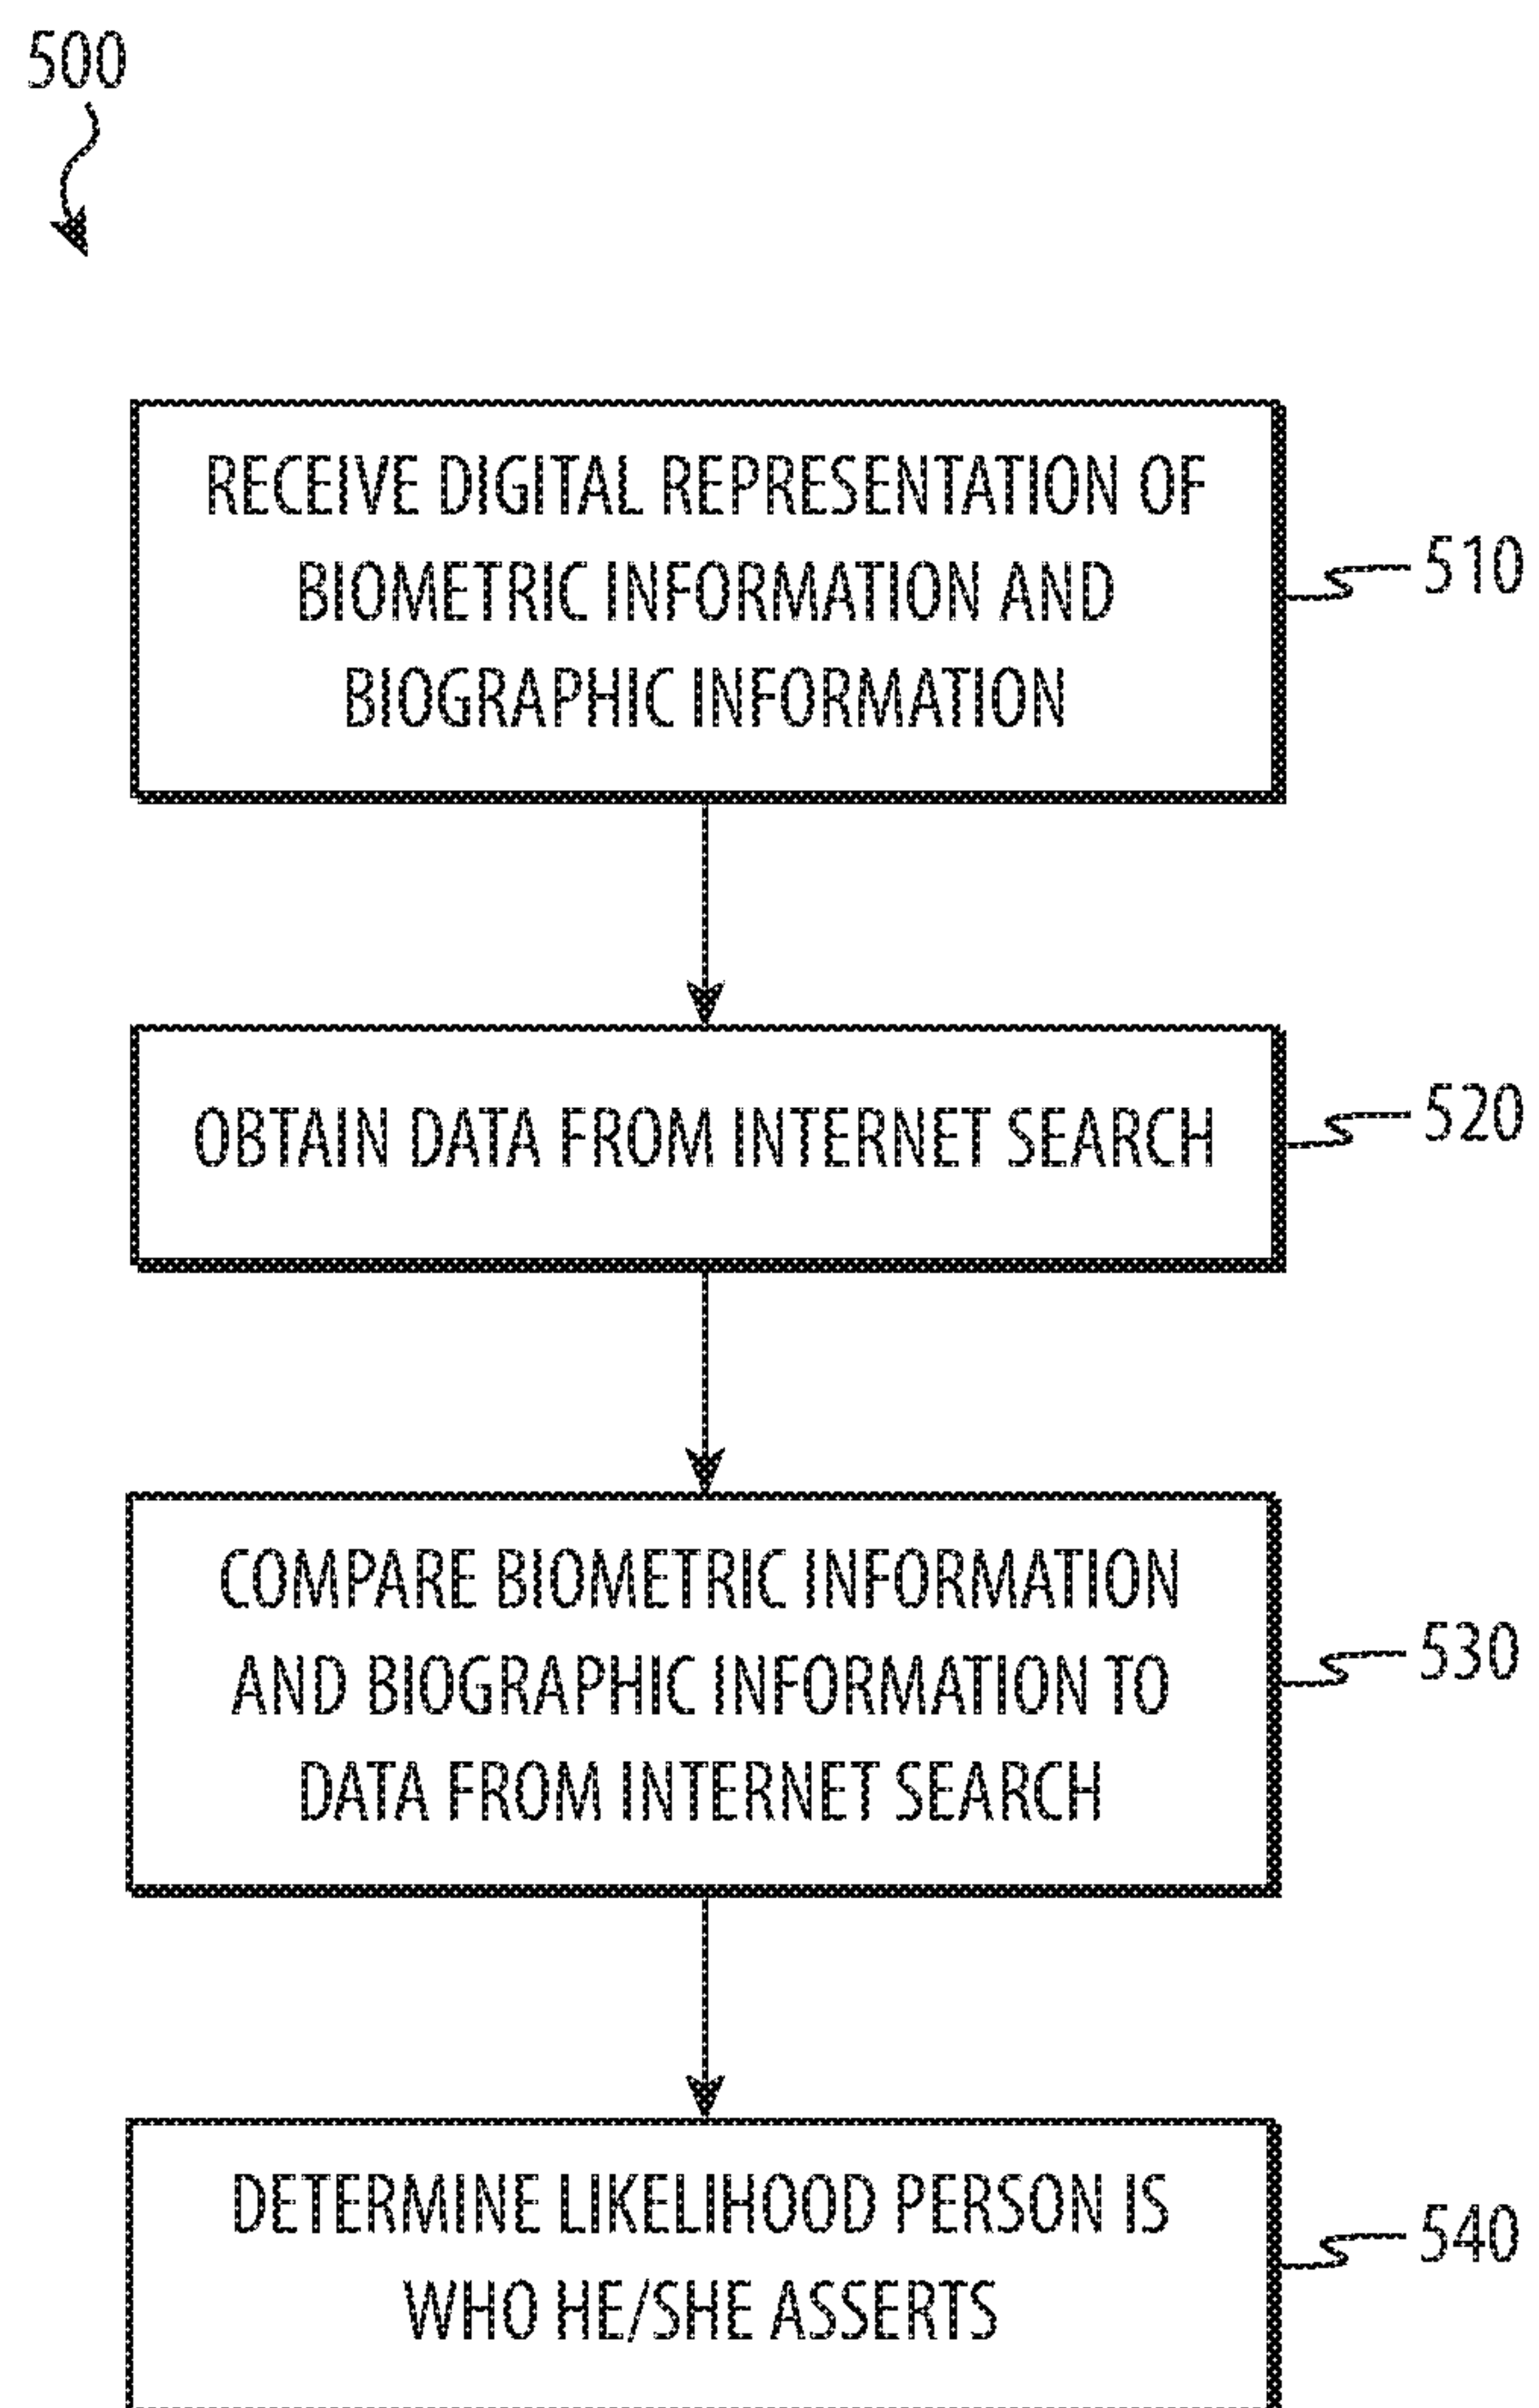 500
RECEIVE DIGITAL REPRESENTATION OF
BIOMETRIC INFORMATION AND
BIOGRAPHIC INFORMATION
510
OBTAIN DATA FROM INTERNET SEARCH
520
COMPARE BIOMETRIC INFORMATION
AND BIOGRAPHIC INFORMATION TO
DATA FROM INTERNET SEARCH
530
DETERMINE LIKELIHOOD PERSON IS
WHO HE/SHE ASSERTS
540